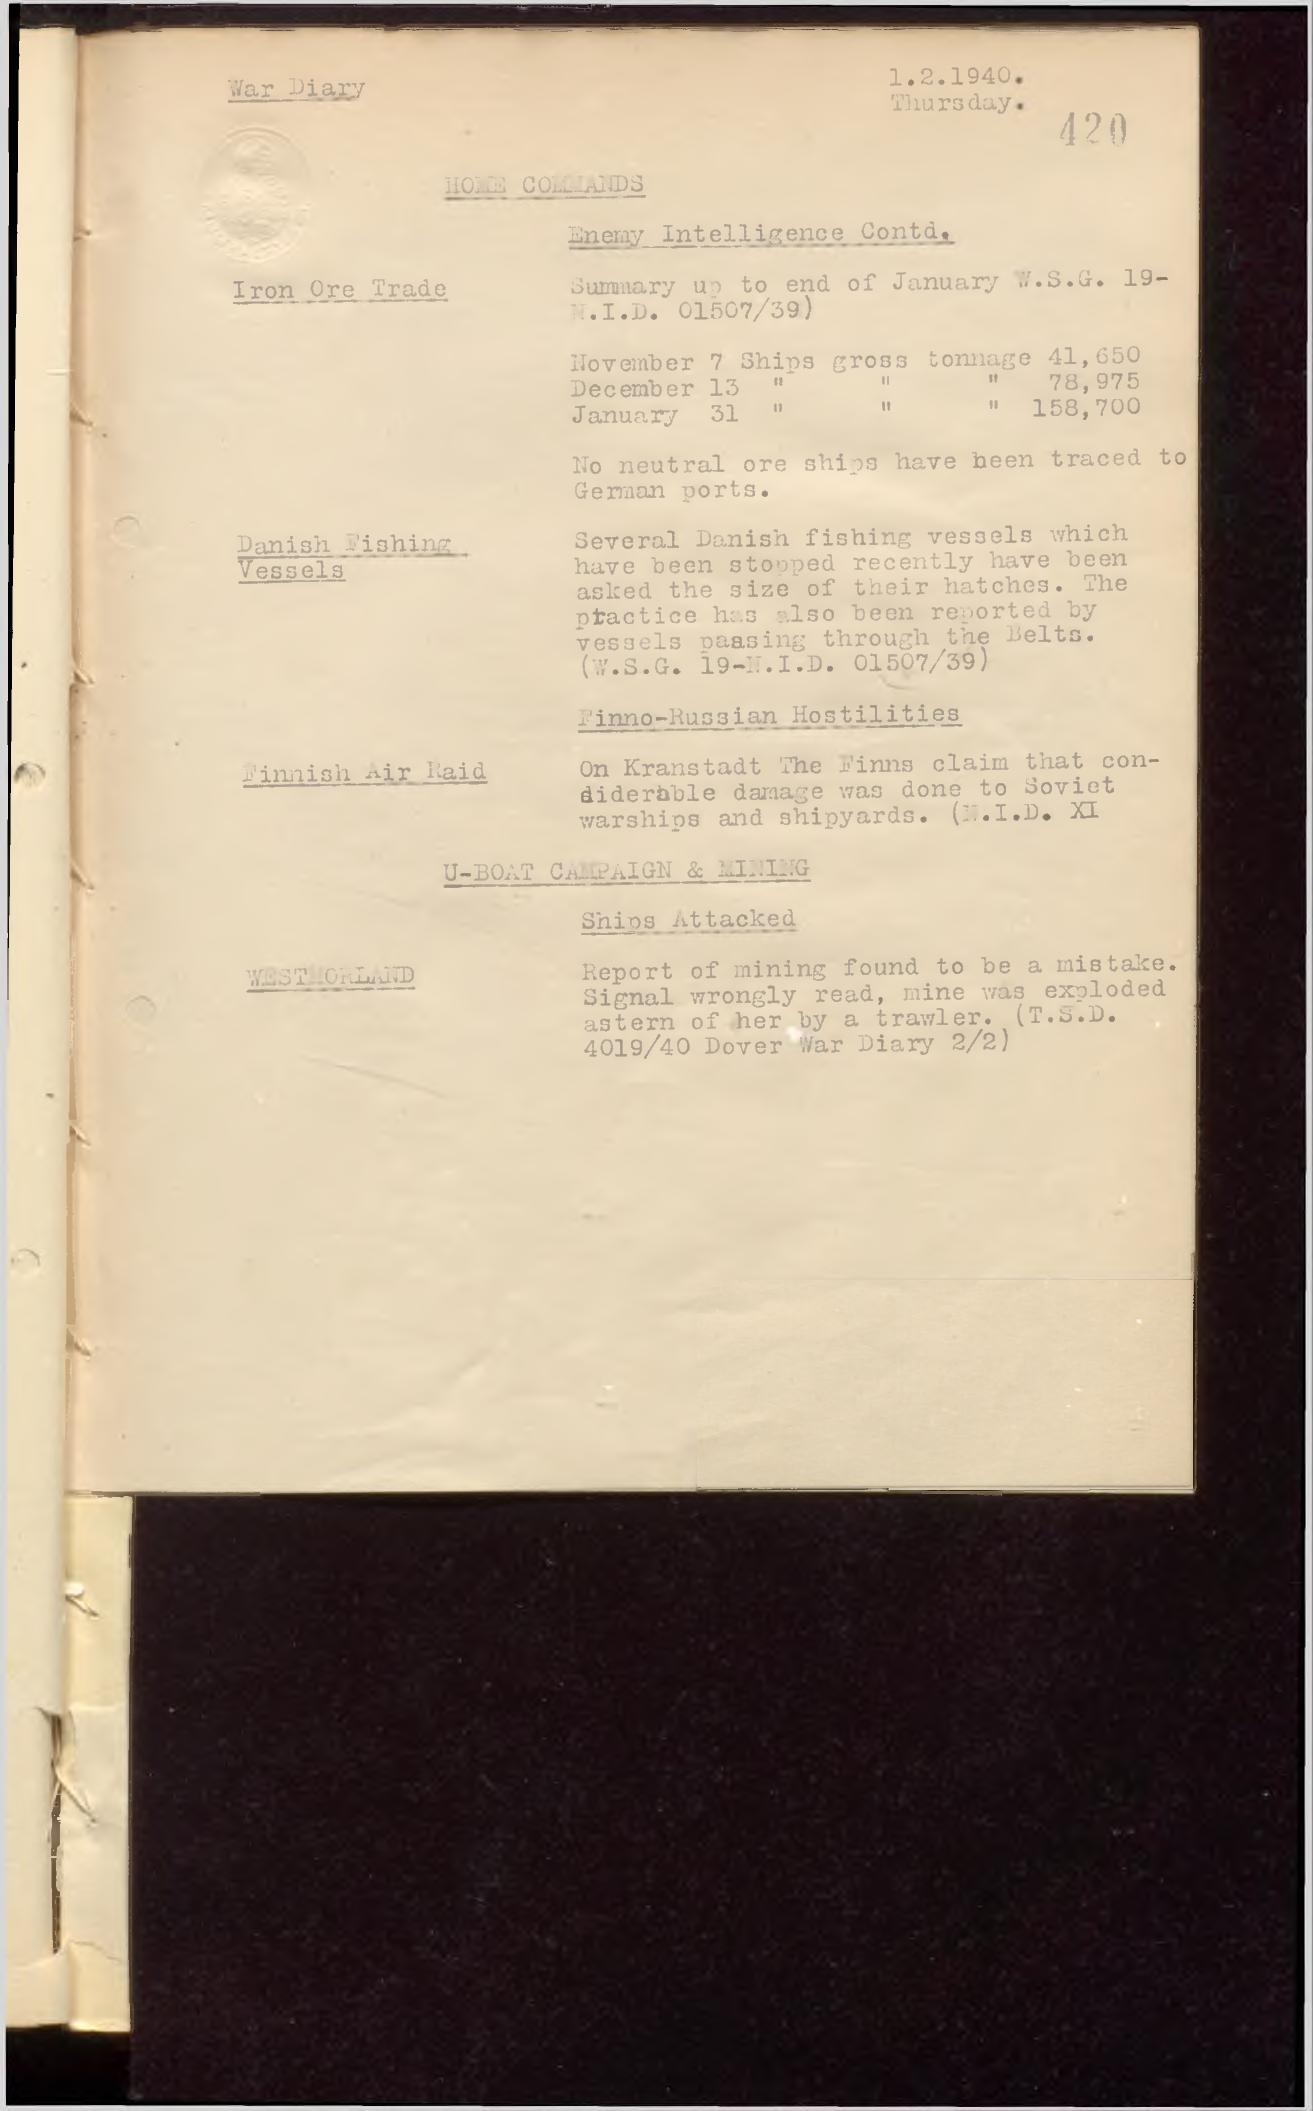 War Diary
1.2.1940.
Thursday.
420
HOME COMMANDS
Enemy Intelligence Contd.
Iron Ore Trade
Summary up to end of January W.S.G. 19-
N.I.D. 01507/39)
November 7 Ships gross tonnage 41,650
December 13 " " " 78,975
January 31 " " " 158,700
No neutral ore ships have been traced to
German ports.
Danish Fishing
Vessels
Several Danish fishing vessels which
have been stopped recently have been
asked the size of their hatches. The
practice has also been reported by
vessels paasing through the Belts.
(W.S.G. 19-N.I.D. 01507/39)
Finno-Russian Hostilities
Finnish Air Raid
On Kranstadt The Finns claim that con-
diderable damage was done to Soviet
warships and shipyards. (N.I.D. XI
U-BOAT CAMPAIGN & MINING
Ships Attacked
WESTMORLAND
Report of mining found to be a mistake.
Signal wrongly read, mine was exploded
astern of her by a trawler. (T.S.D.
4019/40 Dover War Diary 2/2)